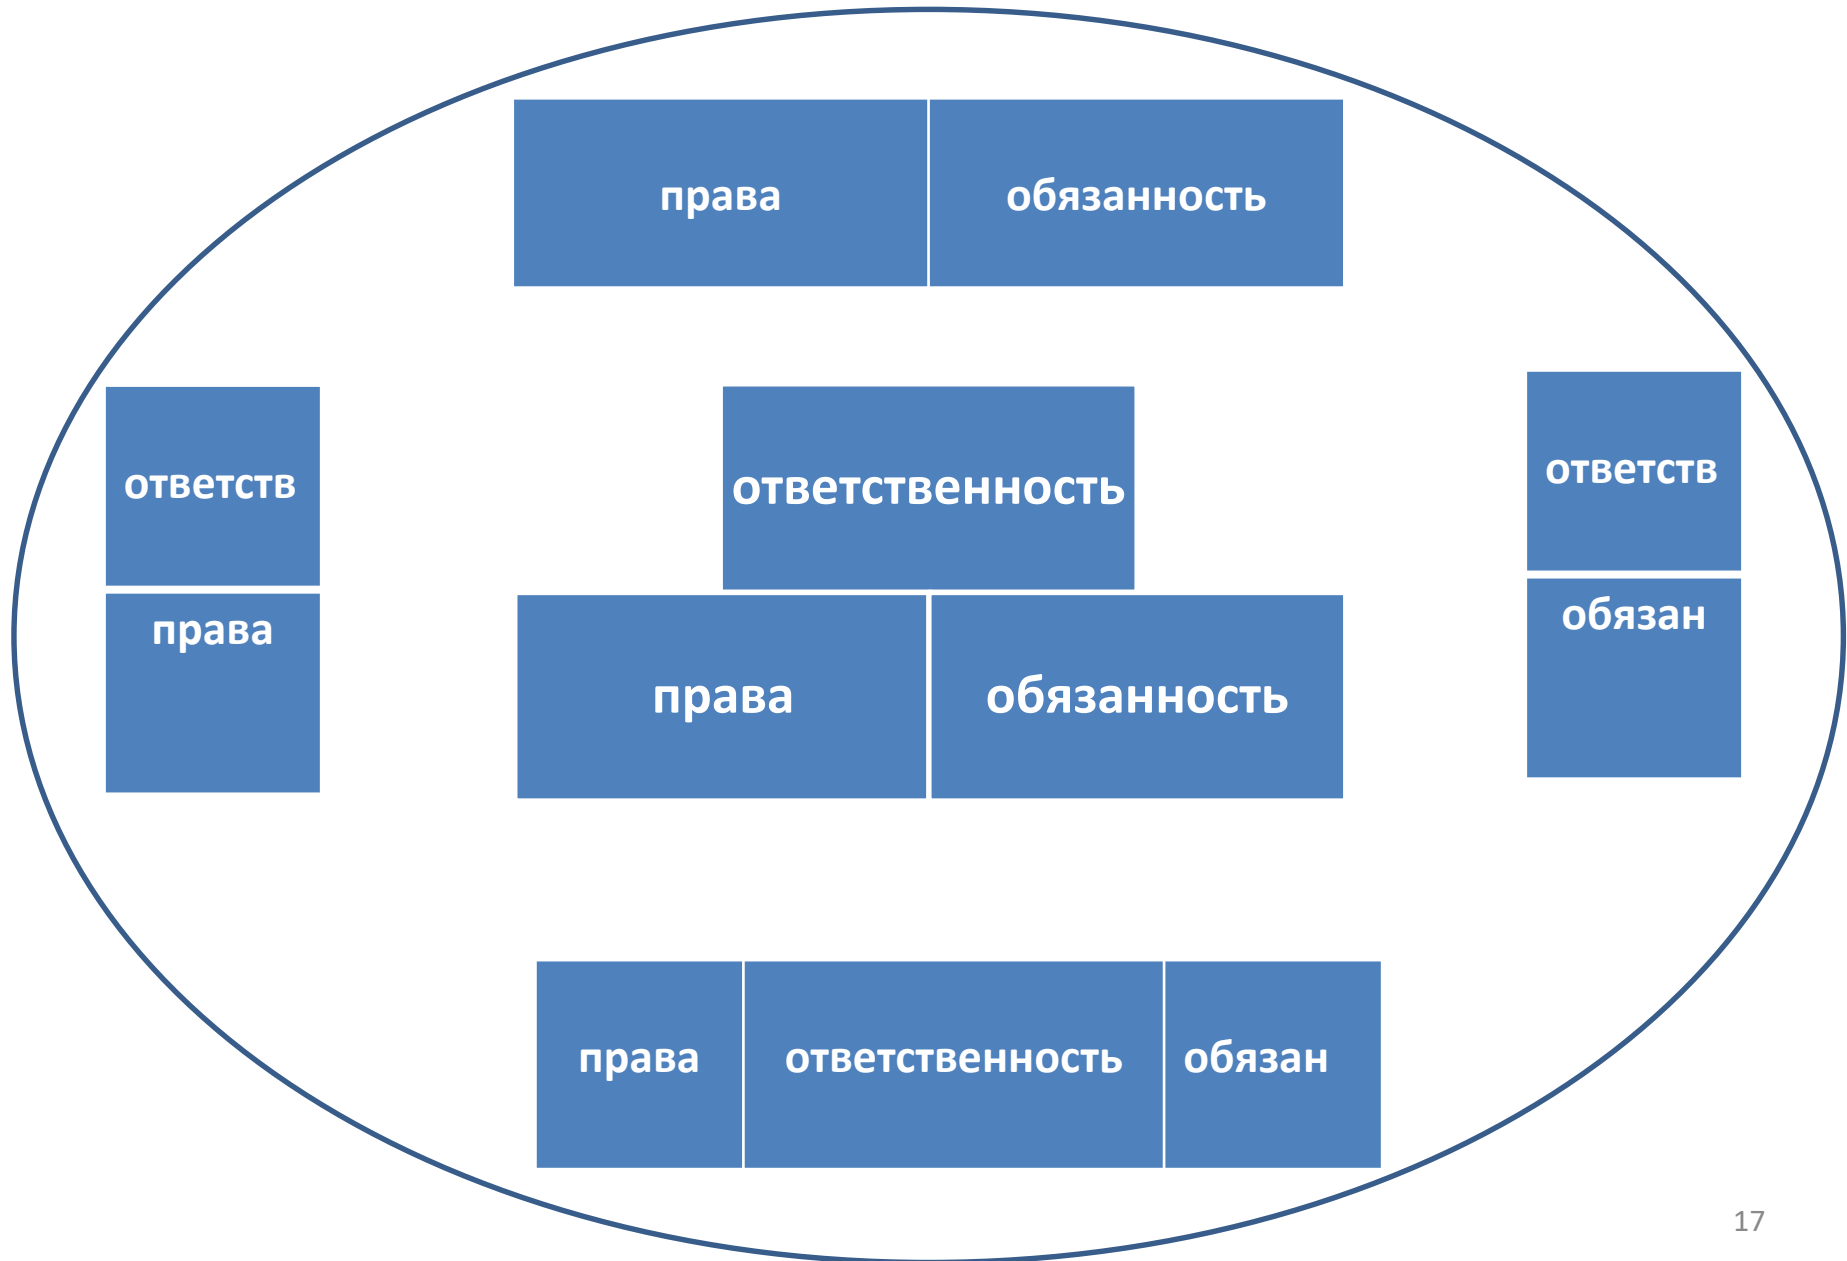 права обязанность
ответств
права
ответственность
права обязанность
ответств
обязан
права ответственность обязан
17